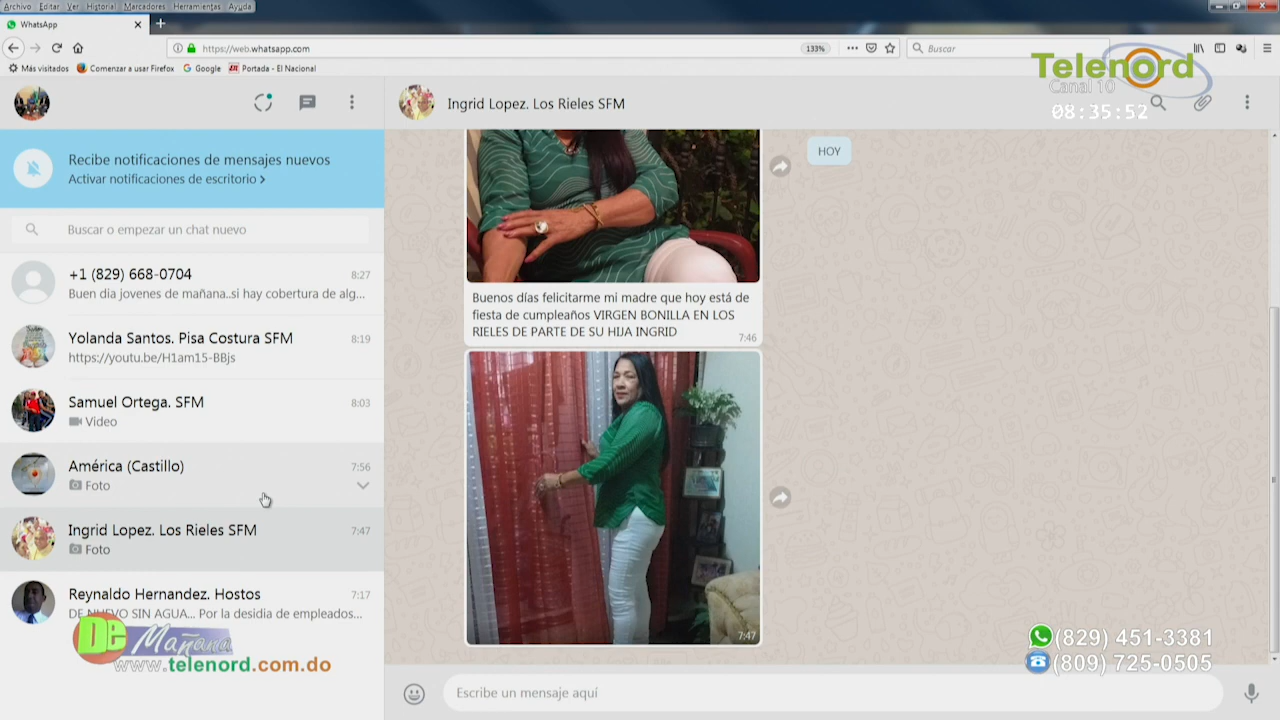 Archivo Editar Ver Historial Marcadores Herramientas Ayuda
WhatsApp
https://web.whatsapp.com
133%
Buscar
Más visitados Comenzar a usar Firefox Google Portada - El Nacional
Telenord
Canal 10
08:35:52
Ingrid Lopez. Los Rieles SFM
Recibe notificaciones de mensajes nuevos
Activar notificaciones de escritorio >
Buscar o empezar un chat nuevo
+1 (829) 668-0704 8:27
Buen dia jovenes de mañana..si hay cobertura de alg...
Yolanda Santos. Pisa Costura SFM 8:19
https://youtu.be/H1am15-BBjs
Samuel Ortega. SFM 8:03
Video
América (Castillo) 7:56
Foto
Ingrid Lopez. Los Rieles SFM 7:47
Foto
Reynaldo Hernandez. Hostos 7:17
DE NUEVO SIN AGUA... Por la desidia de empleados...
De Mañana
www.telenord.com.do
HOY
Buenos días felicitarme mi madre que hoy está de
fiesta de cumpleaños VIRGEN BONILLA EN LOS
RIELES DE PARTE DE SU HIJA INGRID
7:46
7:47
(829) 451-3381
(809) 725-0505
Escribe un mensaje aquí